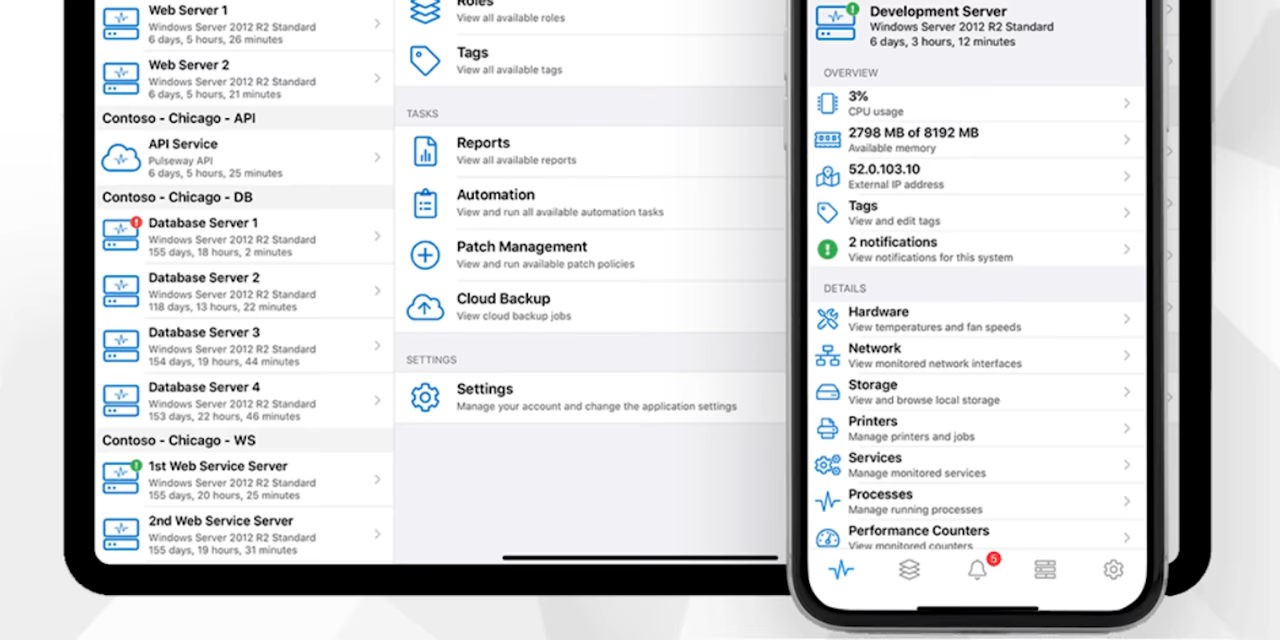 Web Server 1
Windows Server 2012 R2 Standard
6 days, 5 hours, 26 minutes
Web Server 2
Windows Server 2012 R2 Standard
6 days, 5 hours, 21 minutes
Contoso - Chicago - API
API Service
Pulseway API
6 days, 5 hours, 25 minutes
Contoso - Chicago - DB
Database Server 1
Windows Server 2012 R2 Standard
155 days, 18 hours, 2 minutes
Database Server 2
Windows Server 2012 R2 Standard
118 days, 13 hours, 22 minutes
Database Server 3
Windows Server 2012 R2 Standard
154 days, 19 hours, 44 minutes
Database Server 4
Windows Server 2012 R2 Standard
153 days, 22 hours, 46 minutes
Contoso - Chicago - WS
1st Web Service Server
Windows Server 2012 R2 Standard
155 days, 20 hours, 25 minutes
2nd Web Service Server
Windows Server 2012 R2 Standard
155 days, 19 hours, 31 minutes
Roles
View all available roles
Tags
View all available tags
TASKS
Reports
View all available reports
Automation
View and run all available automation tasks
Patch Management
View and run available patch policies
Cloud Backup
View cloud backup jobs
SETTINGS
Settings
Manage your account and change the application settings
Development Server
Windows Server 2012 R2 Standard
6 days, 3 hours, 12 minutes
OVERVIEW
3%
CPU usage
2798 MB of 8192 MB
Available memory
52.0.103.10
External IP address
Tags
View and edit tags
2 notifications
View notifications for this system
DETAILS
Hardware
View temperatures and fan speeds
Network
View monitored network interfaces
Storage
View and browse local storage
Printers
Manage printers and jobs
Services
Manage monitored services
Processes
Manage running processes
Performance Counters
View monitored counters
5